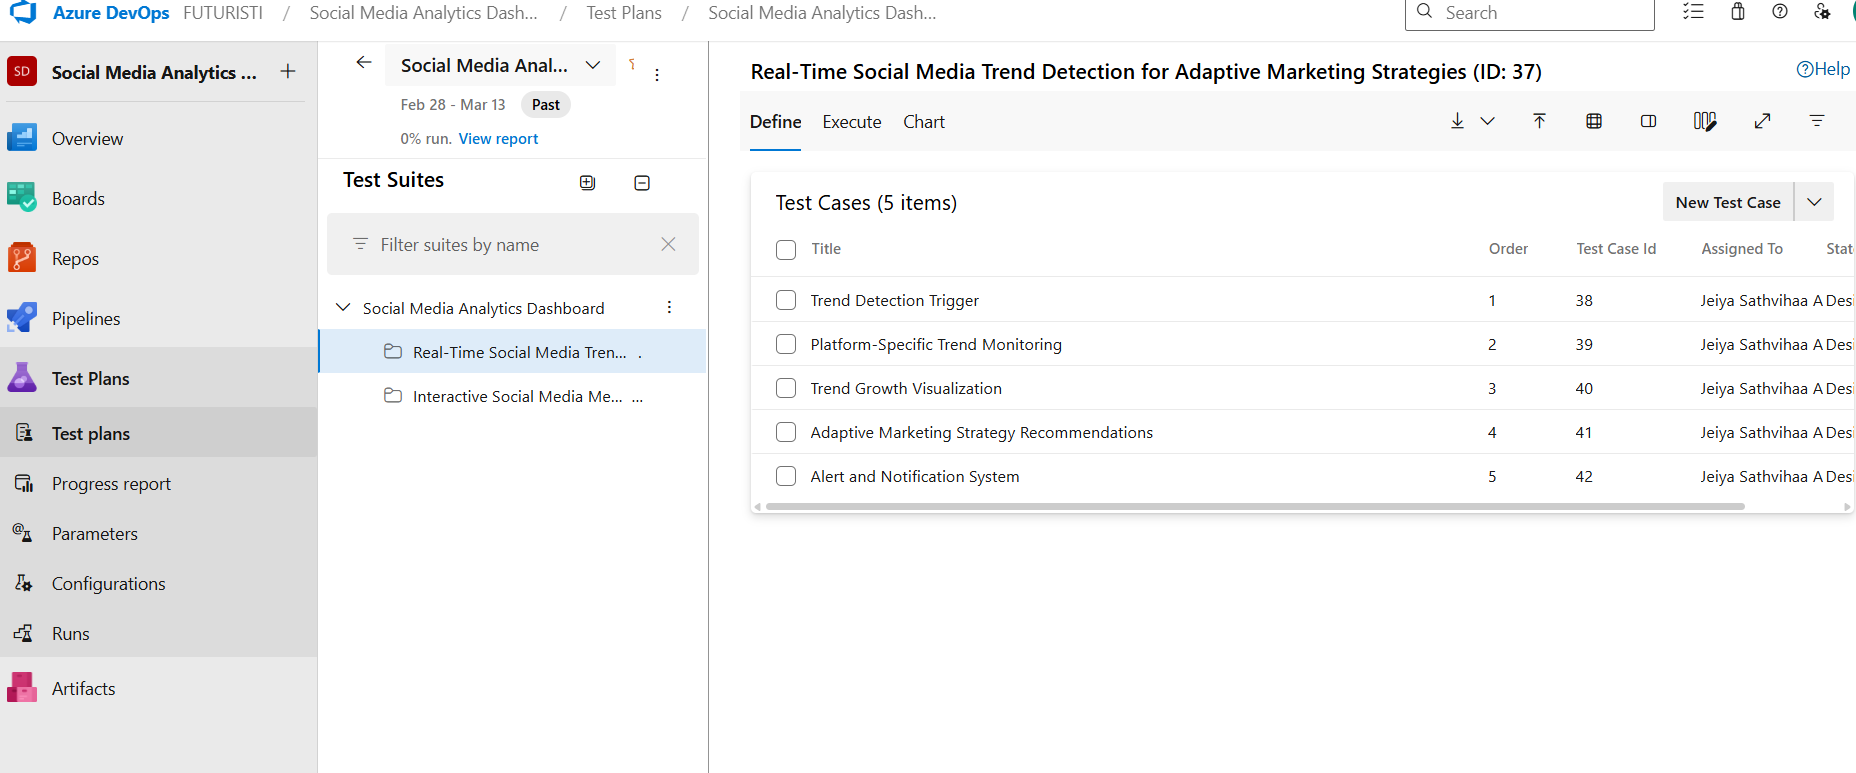 Azure DevOps FUTURISTI / Social Media Analytics Dash... / Test Plans / Social Media Analytics Dash...
Search
SD Social Media Analytics ... +
Overview
Boards
Repos
Pipelines
Test Plans
Test plans
Progress report
Parameters
Configurations
Runs
Artifacts
Social Media Anal...
Feb 28 - Mar 13 Past
0% run. View report
Test Suites
Filter suites by name
Social Media Analytics Dashboard
Real-Time Social Media Tren... .
Interactive Social Media Me... ...
Real-Time Social Media Trend Detection for Adaptive Marketing Strategies (ID: 37)
Help
Define Execute Chart
Test Cases (5 items)
New Test Case
Title Order Test Case Id Assigned To Stat
Trend Detection Trigger 1 38 Jeiya Sathvihaa A Desi
Platform-Specific Trend Monitoring 2 39 Jeiya Sathvihaa A Desi
Trend Growth Visualization 3 40 Jeiya Sathvihaa A Desi
Adaptive Marketing Strategy Recommendations 4 41 Jeiya Sathvihaa A Desi
Alert and Notification System 5 42 Jeiya Sathvihaa A Desi